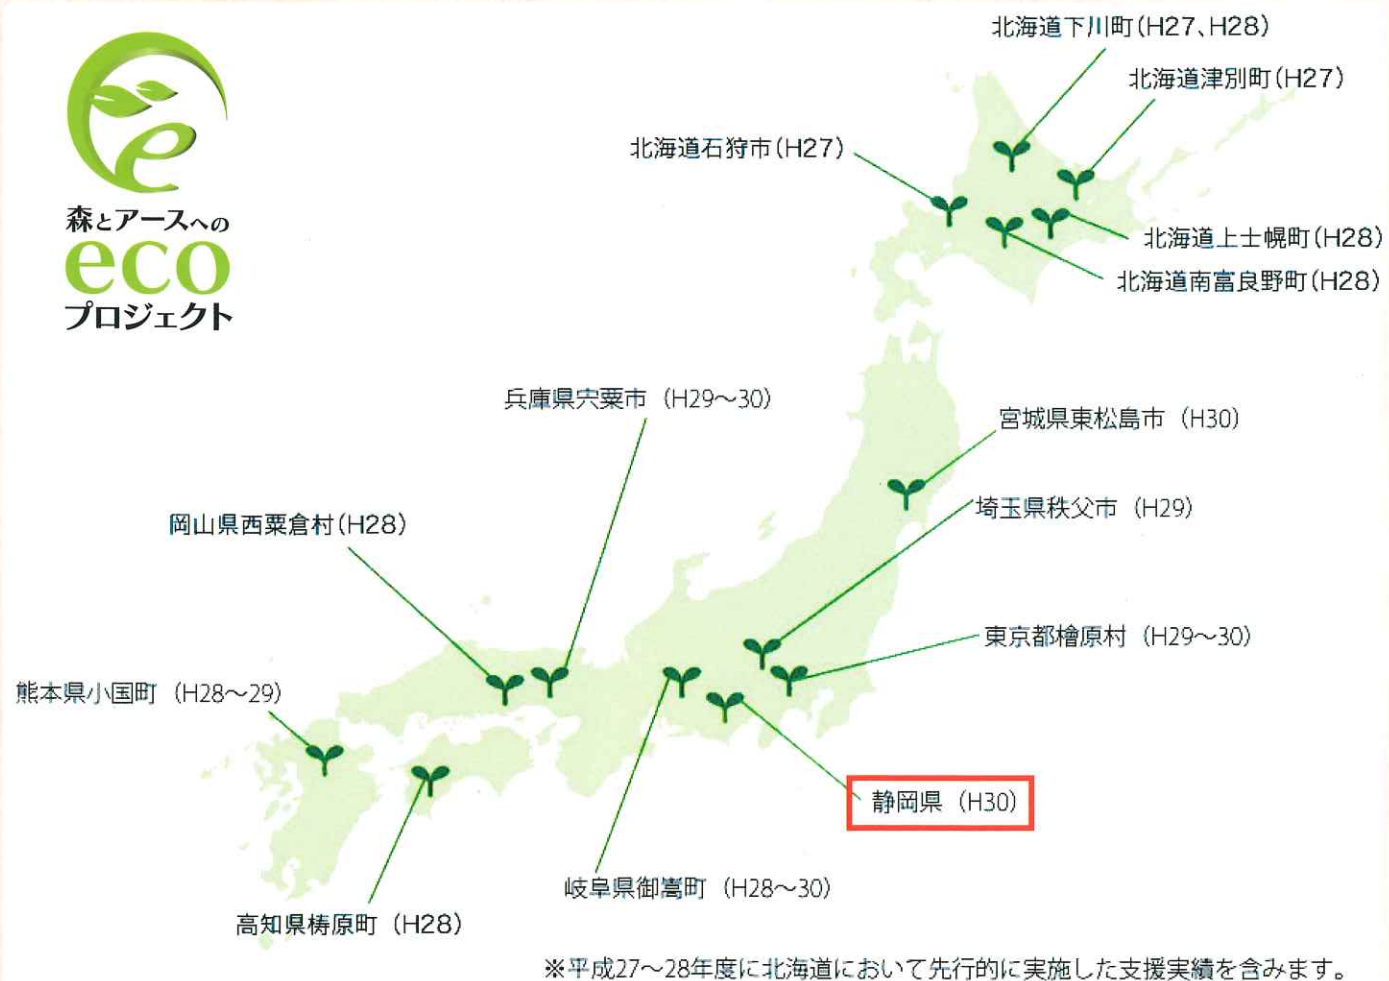 北海道下川町(H27、H28)
北海道津別町(H27)
北海道石狩市(H27)
森とアースへの
eco
プロジェクト
北海道上士幌町(H28)
北海道南富良野町(H28)
兵庫県宍粟市（H29～30）
宮城県東松島市（H30）
埼玉県秩父市（H29）
岡山県西粟倉村(H28)
東京都檜原村（H29～30）
熊本県小国町（H28～29）
静岡県（H30）
岐阜県御嵩町（H28～30）
高知県梼原町（H28）
※平成27～28年度に北海道において先行的に実施した支援実績を含みます。